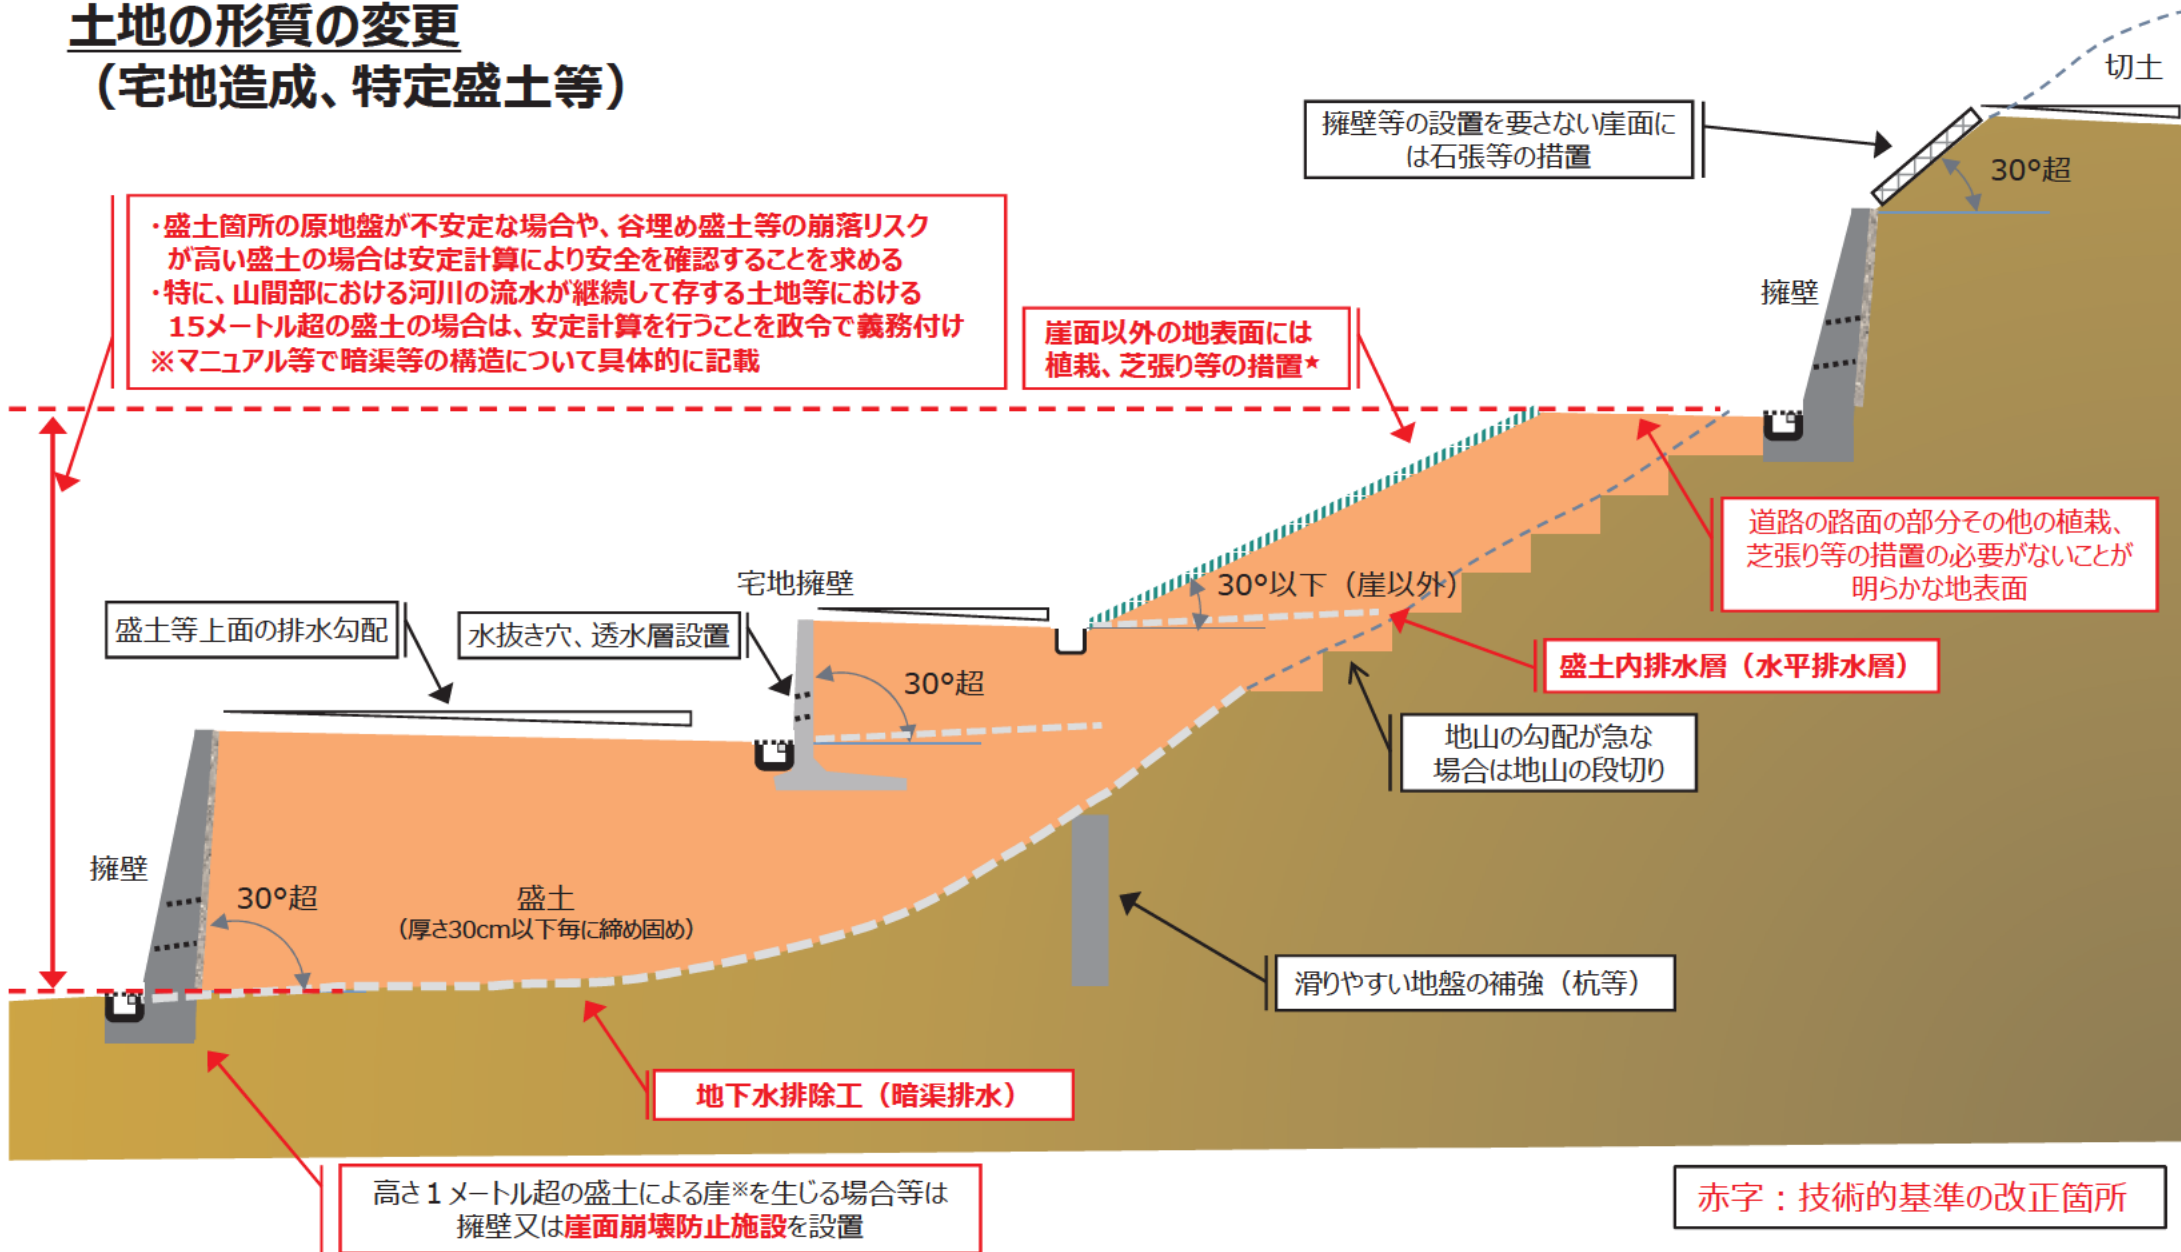 土地の形質の変更
（宅地造成、特定盛土等）
切土
擁壁等の設置を要さない崖面に
は石張等の措置
30°超
・盛土箇所の原地盤が不安定な場合や、谷埋め盛土等の崩落リスク
が高い盛土の場合は安定計算により安全を確認することを求める
・特に、山間部における河川の流水が継続して存する土地等における
15メートル超の盛土の場合は、安定計算を行うことを政令で義務付け
※マニュアル等で暗渠等の構造について具体的に記載
擁壁
崖面以外の地表面には
植栽、芝張り等の措置★
道路の路面の部分その他の植栽、
芝張り等の措置の必要がないことが
明らかな地表面
宅地擁壁
30°以下（崖以外）
盛土等上面の排水勾配
水抜き穴、透水層設置
盛土内排水層（水平排水層）
30°超
地山の勾配が急な
場合は地山の段切り
擁壁
30°超
盛土
（厚さ30cm以下毎に締め固め）
滑りやすい地盤の補強（杭等）
地下水排除工（暗渠排水）
高さ１メートル超の盛土による崖※を生じる場合等は
擁壁又は崖面崩壊防止施設を設置
赤字：技術的基準の改正箇所